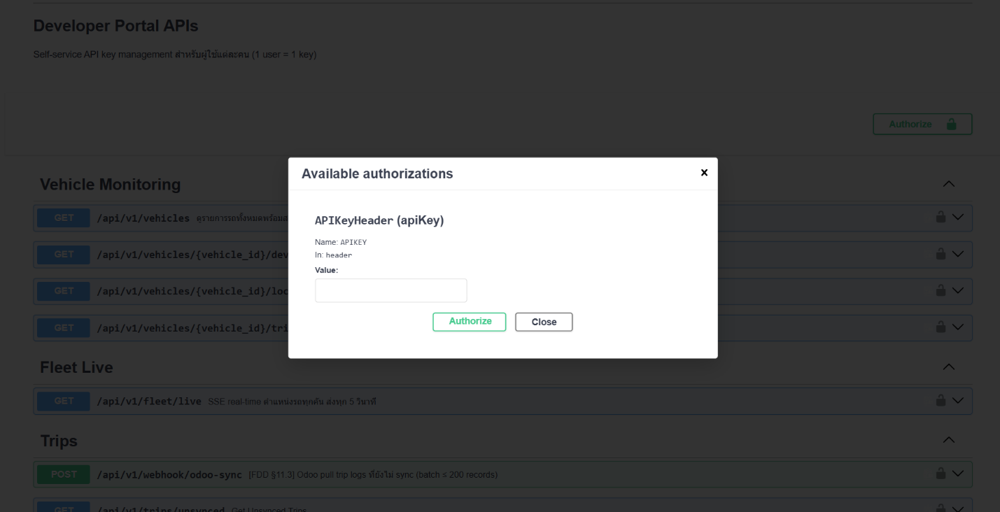 Developer Portal APIs
Self-service API key management สำหรับผู้ใช้แต่ละคน (1 user = 1 key)
Authorize
Available authorizations
APIKeyHeader (apiKey)
Name: APIKEY
In: header
Value:
Authorize
Close
Vehicle Monitoring
GET /api/v1/vehicles ดูรายการรถทั้งหมดพร้อมส
GET /api/v1/vehicles/{vehicle_id}/dev
GET /api/v1/vehicles/{vehicle_id}/loc
GET /api/v1/vehicles/{vehicle_id}/tri
Fleet Live
GET /api/v1/fleet/live SSE real-time ตำแหน่งรถทุกคัน ส่งทุก 5 วินาที
Trips
POST /api/v1/webhook/odoo-sync [FDD §11.3] Odoo pull trip logs ที่ยังไม่ sync (batch ≤ 200 records)
GET /api/v1/trips/unsynced Get Unsynced Trips